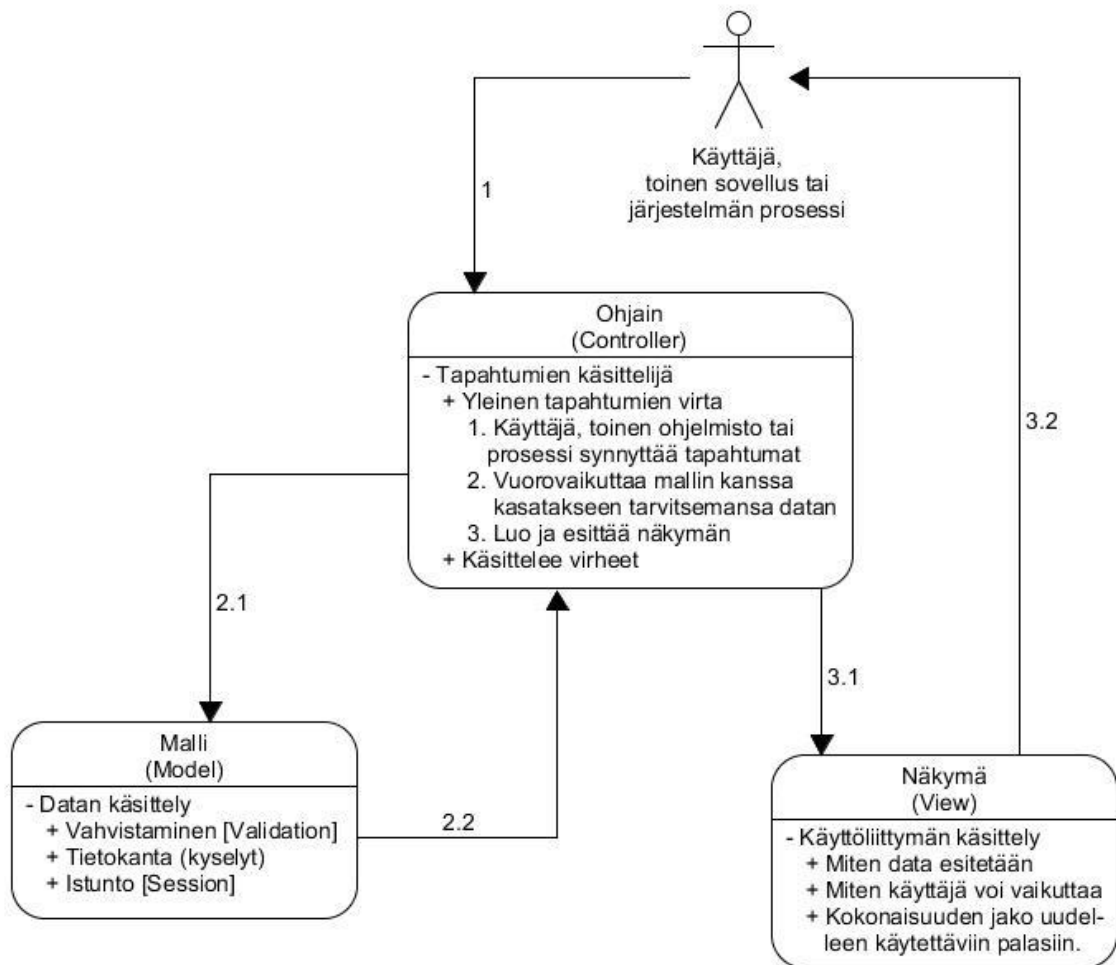 Käyttäjä,
toinen sovellus tai
järjestelmän prosessi
1
Ohjain
(Controller)
- Tapahtumien käsittelijä
+ Yleinen tapahtumien virta
1. Käyttäjä, toinen ohjelmisto tai
prosessi synnyttää tapahtumat
2. Vuorovaikuttaa mallin kanssa
kasatakseen tarvitsemansa datan
3. Luo ja esittää näkymän
+ Käsittelee virheet
3.2
2.1
3.1
Malli
(Model)
- Datan käsittely
+ Vahvistaminen [Validation]
+ Tietokanta (kyselyt)
+ Istunto [Session]
2.2
Näkymä
(View)
- Käyttöliittymän käsittely
+ Miten data esitetään
+ Miten käyttäjä voi vaikuttaa
+ Kokonaisuuden jako uudel-
leen käytettäviin palasiin.